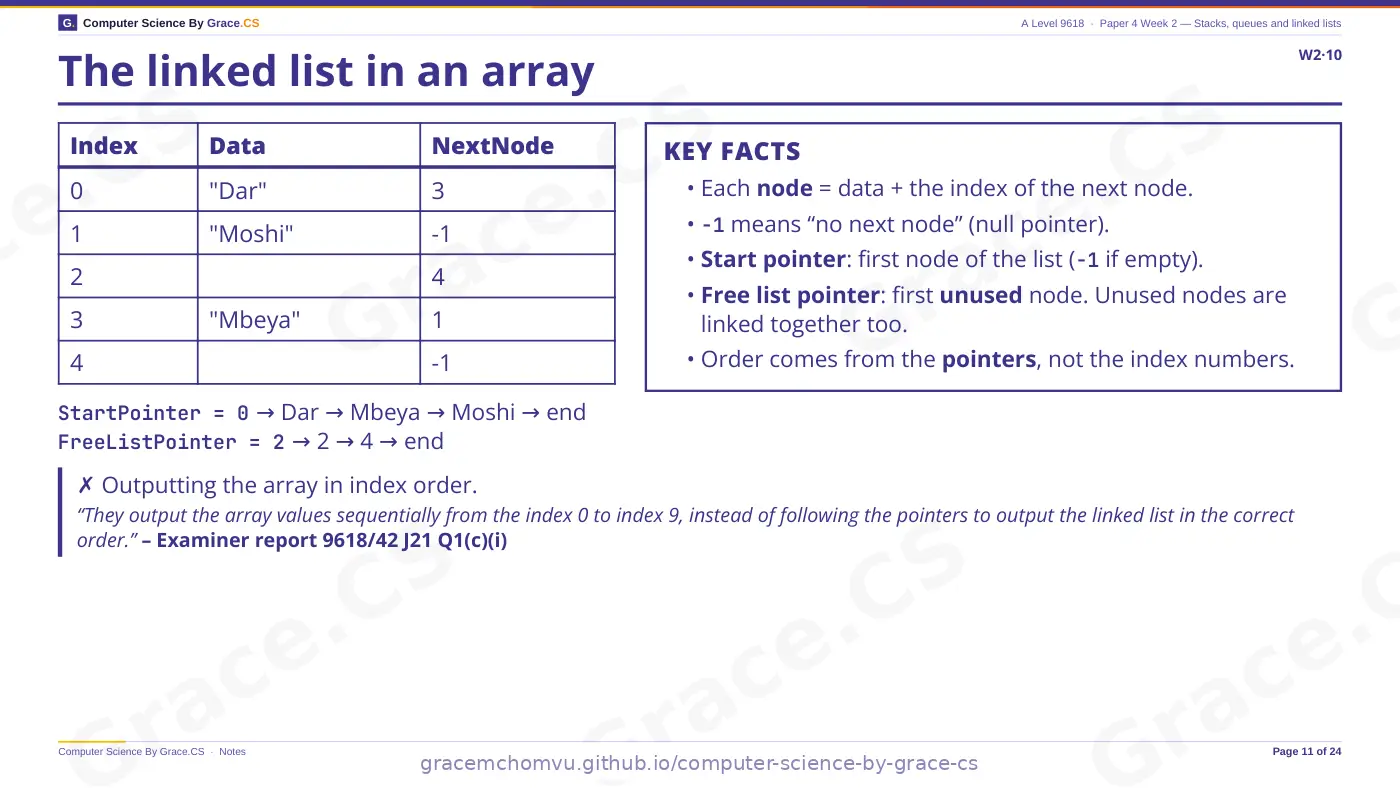 G. Computer Science By Grace.CS
A Level 9618 · Paper 4 Week 2 — Stacks, queues and linked lists
The linked list in an array
W2·10
Index Data NextNode
0 "Dar" 3
1 "Moshi" -1
2 4
3 "Mbeya" 1
4 -1
KEY FACTS
• Each node = data + the index of the next node.
• -1 means “no next node” (null pointer).
• Start pointer: first node of the list (-1 if empty).
• Free list pointer: first unused node. Unused nodes are
linked together too.
• Order comes from the pointers, not the index numbers.
StartPointer = 0 → Dar → Mbeya → Moshi → end
FreeListPointer = 2 → 2 → 4 → end
✗ Outputting the array in index order.
“They output the array values sequentially from the index 0 to index 9, instead of following the pointers to output the linked list in the correct
order.” – Examiner report 9618/42 J21 Q1(c)(i)
Computer Science By Grace.CS · Notes
gracemchomvu.github.io/computer-science-by-grace-cs
Page 11 of 24